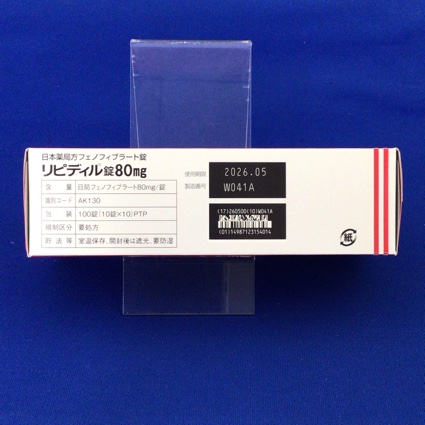 日本薬局方フェノフィブラート錠
リピディル錠80mg
含 量 日局フェノフィブラート80mg/錠
識別コード AK130
包 装 100錠[10錠×10]PTP
規制区分 要処方
貯 法 等 室温保存、開封後は遮光、要防湿
使用期限 2026.05
製造番号 W041A
(17)260500(10)W041A
(01)14987123154014
紙